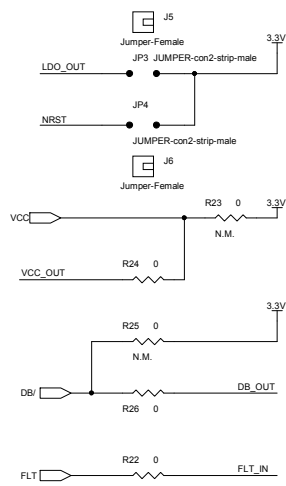 J5
Jumper-Female
3.3V
JP3 JUMPER-con2-strip-male
LDO_OUT
JP4
NRST
JUMPER-con2-strip-male
J6
Jumper-Female
R23 0 3.3V
VCC
N.M.
R24 0
VCC_OUT
3.3V
R25 0
N.M.
DB/ DB_OUT
R26 0
R22 0
FLT FLT_IN